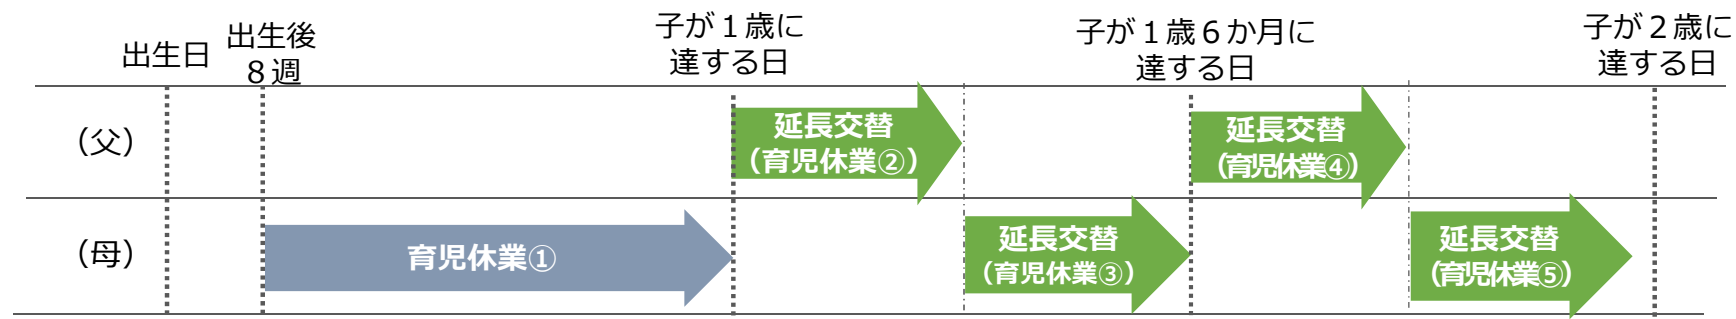 出生日
出生後
８週
子が１歳に
達する日
子が１歳６か月に
達する日
子が２歳に
達する日
（父）
延長交替
（育児休業②）
延長交替
（育児休業④）
（母）
育児休業①
延長交替
（育児休業③）
延長交替
（育児休業⑤）